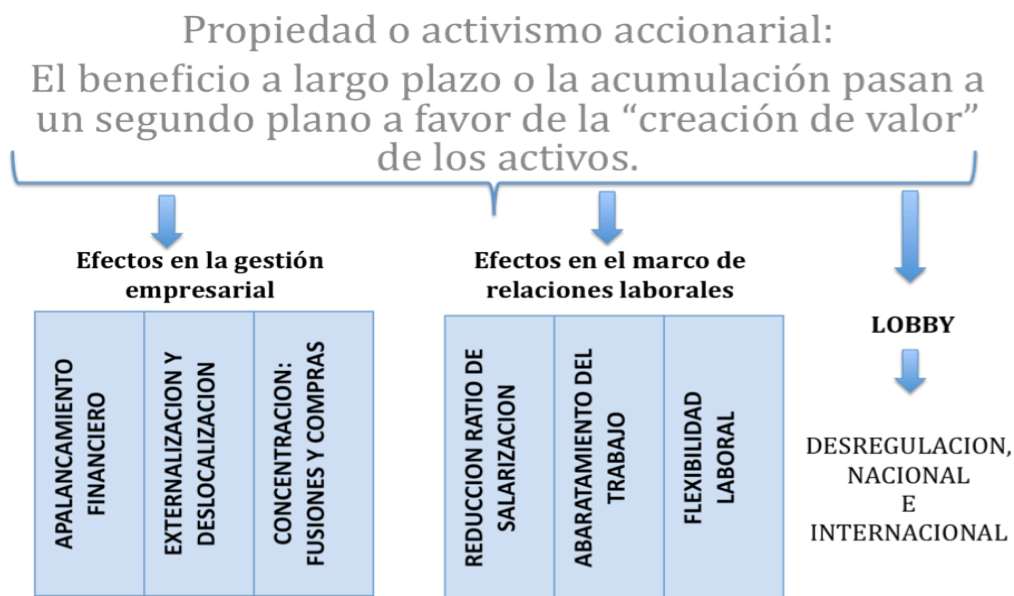 Propiedad o activismo accionarial:
El beneficio a largo plazo o la acumulación pasan a
un segundo plano a favor de la “creación de valor”
de los activos.
Efectos en la gestión
empresarial
APALANCAMIENTO
FINANCIERO
EXTERNALIZACION Y
DESLOCALIZACION
CONCENTRACION:
FUSIONES Y COMPRAS
Efectos en el marco de
relaciones laborales
REDUCCION RATIO DE
SALARIZACION
ABARATAMIENTO DEL
TRABAJO
FLEXIBILIDAD
LABORAL
LOBBY
DESREGULACION,
NACIONAL
E
INTERNACIONAL